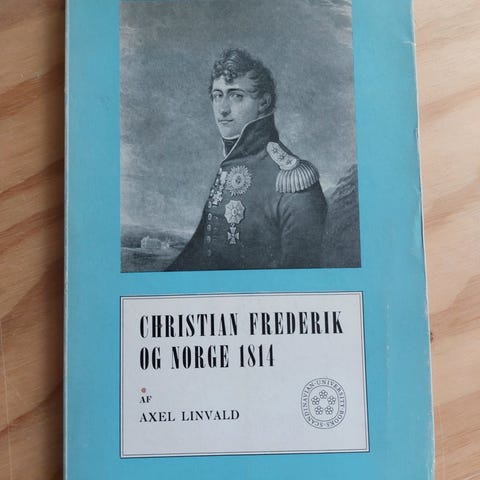 CHRISTIAN FREDERIK
OG NORGE 1814
AF
AXEL LINVALD
SCANDINAVIAN-UNIVERSITY-BOOKS